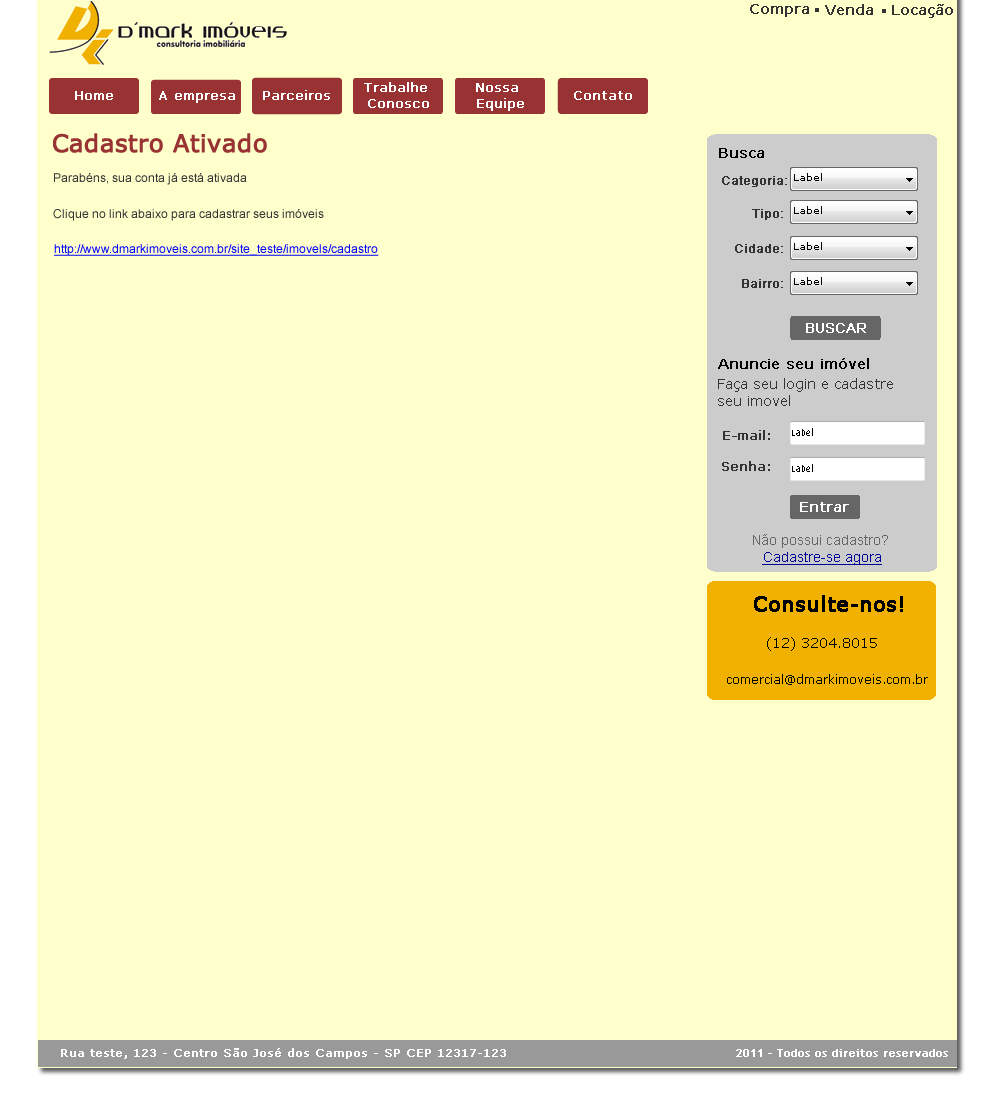 Compra ▪ Venda ▪ Locação
D'mark imóveis
consultoria imobiliária
Home
A empresa
Parceiros
Trabalhe
Conosco
Nossa
Equipe
Contato
Cadastro Ativado
Parabéns, sua conta já está ativada
Clique no link abaixo para cadastrar seus imóveis
http://www.dmarkimoveis.com.br/site_teste/imovels/cadastro
Busca
Categoria: Label
Tipo: Label
Cidade: Label
Bairro: Label
BUSCAR
Anuncie seu imóvel
Faça seu login e cadastre
seu imovel
E-mail: Label
Senha: Label
Entrar
Não possui cadastro?
Cadastre-se agora
Consulte-nos!
(12) 3204.8015
comercial@dmarkimoveis.com.br
Rua teste, 123 - Centro São José dos Campos - SP CEP 12317-123
2011 - Todos os direitos reservados